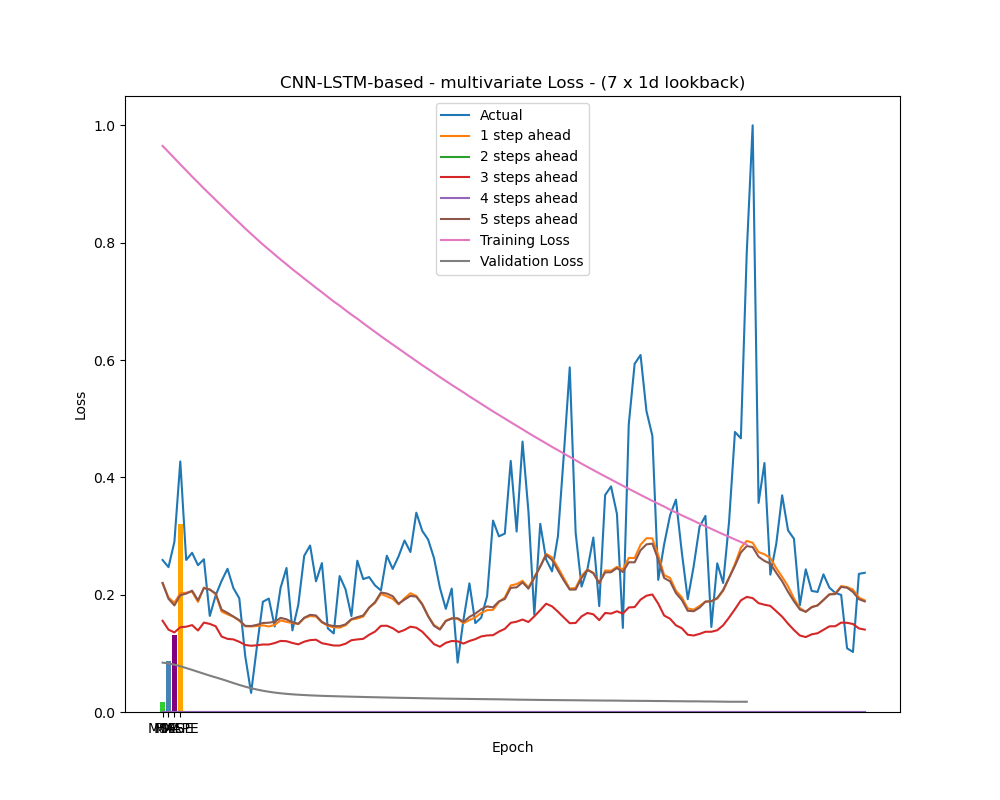 CNN-LSTM-based - multivariate Loss - (7 x 1d lookback)
Actual
1 step ahead
2 steps ahead
3 steps ahead
4 steps ahead
5 steps ahead
Training Loss
Validation Loss
1.0
0.8
0.6
0.4
0.2
0.0
Loss
Epoch